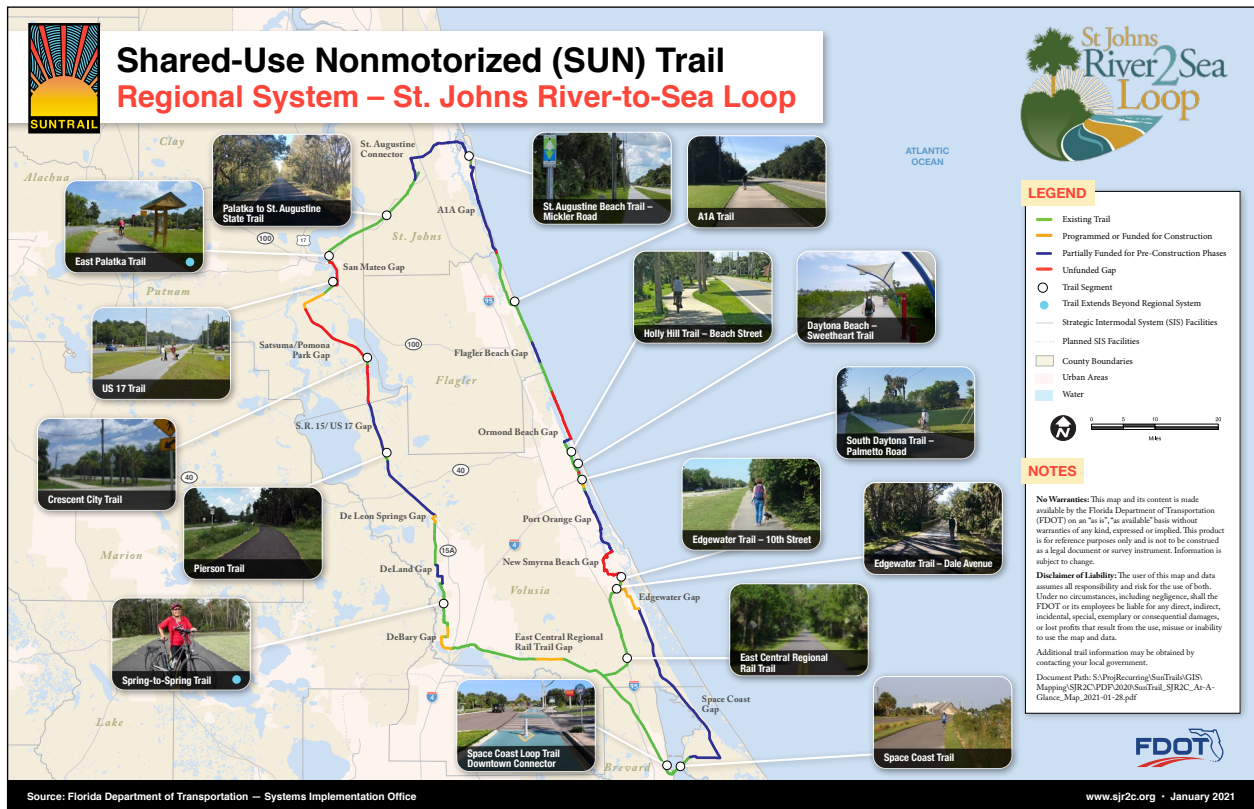 SUNTRAIL
Shared-Use Nonmotorized (SUN) Trail
Regional System – St. Johns River-to-Sea Loop
St Johns
River2Sea
Loop
ATLANTIC
OCEAN
Clay
Alachua
St. Augustine
Connector
Palatka to St. Augustine
State Trail
St. Augustine Beach Trail –
Mickler Road
A1A Trail
A1A Gap
St. Johns
100
17
East Palatka Trail
San Mateo Gap
Putnam
95
US 17 Trail
Satsuma/Pomona
Park Gap
100
Flagler Beach Gap
Flagler
Holly Hill Trail – Beach Street
Daytona Beach –
Sweetheart Trail
S.R. 15/ US 17 Gap
Ormond Beach Gap
South Daytona Trail –
Palmetto Road
Crescent City Trail
40
40
Pierson Trail
De Leon Springs Gap
Port Orange Gap
Edgewater Trail – 10th Street
Edgewater Trail – Dale Avenue
Marion
15A
4
DeLand Gap
New Smyrna Beach Gap
Volusia
Edgewater Gap
DeBary Gap
East Central Regional
Rail Trail Gap
East Central Regional
Rail Trail
Spring-to-Spring Trail
4
95
Lake
Space Coast
Gap
Space Coast Loop Trail
Downtown Connector
Brevard
Space Coast Trail
LEGEND
Existing Trail
Programmed or Funded for Construction
Partially Funded for Pre-Construction Phases
Unfunded Gap
Trail Segment
Trail Extends Beyond Regional System
Strategic Intermodal System (SIS) Facilities
Planned SIS Facilities
County Boundaries
Urban Areas
Water
N
0 5 10 20
Miles
NOTES
No Warranties: This map and its content is made
available by the Florida Department of Transportation
(FDOT) on an "as is", "as available" basis without
warranties of any kind, expressed or implied. This product
is for reference purposes only and is not to be construed
as a legal document or survey instrument. Information is
subject to change.
Disclaimer of Liability: The user of this map and data
assumes all responsibility and risk for the use of both.
Under no circumstances, including negligence, shall the
FDOT or its employees be liable for any direct, indirect,
incidental, special, exemplary or consequential damages,
or lost profits that result from the use, misuse or inability
to use the map and data.
Additional trail information may be obtained by
contacting your local government.
Document Path: S:\ProjRecurring\SunTrails\GIS\
Mapping\SJR2C\PDF\2020\SunTrail_SJR2C_At-A-
Glance_Map_2021-01-28.pdf
FDOT
Source: Florida Department of Transportation — Systems Implementation Office
www.sjr2c.org • January 2021